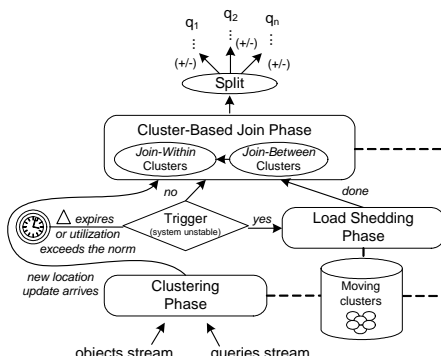 q1 q2 qn
(+/-) (+/-) (+/-)
Split
Cluster-Based Join Phase
Join-Within Clusters
Join-Between Clusters
no
done
△ expires
or utilization
exceeds the norm
Trigger
(system unstable)
yes
Load Shedding
Phase
new location
update arrives
Clustering
Phase
Moving
clusters
objects stream queries stream